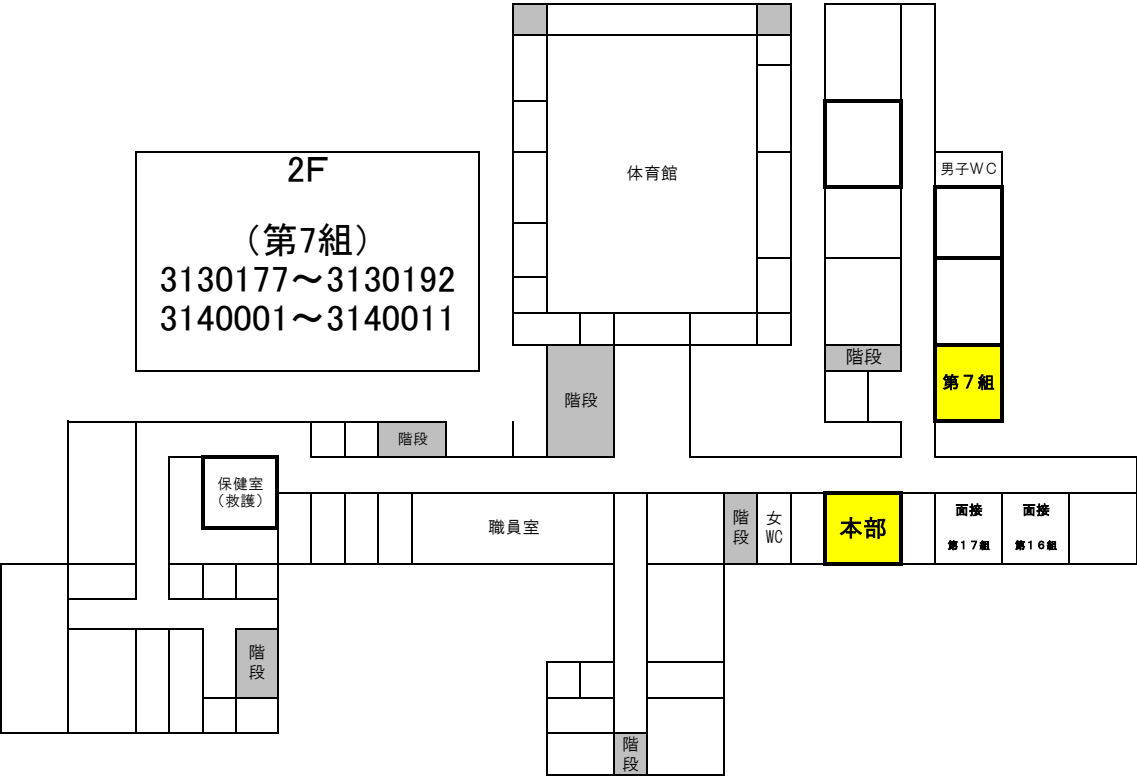 2F
（第7組）
3130177～3130192
3140001～3140011
体育館
男子WC
階段
第７組
階段
階段
保健室
（救護）
職員室
階
段
女
WC
本部
面接
第１７組
面接
第１６組
階
段
階
段